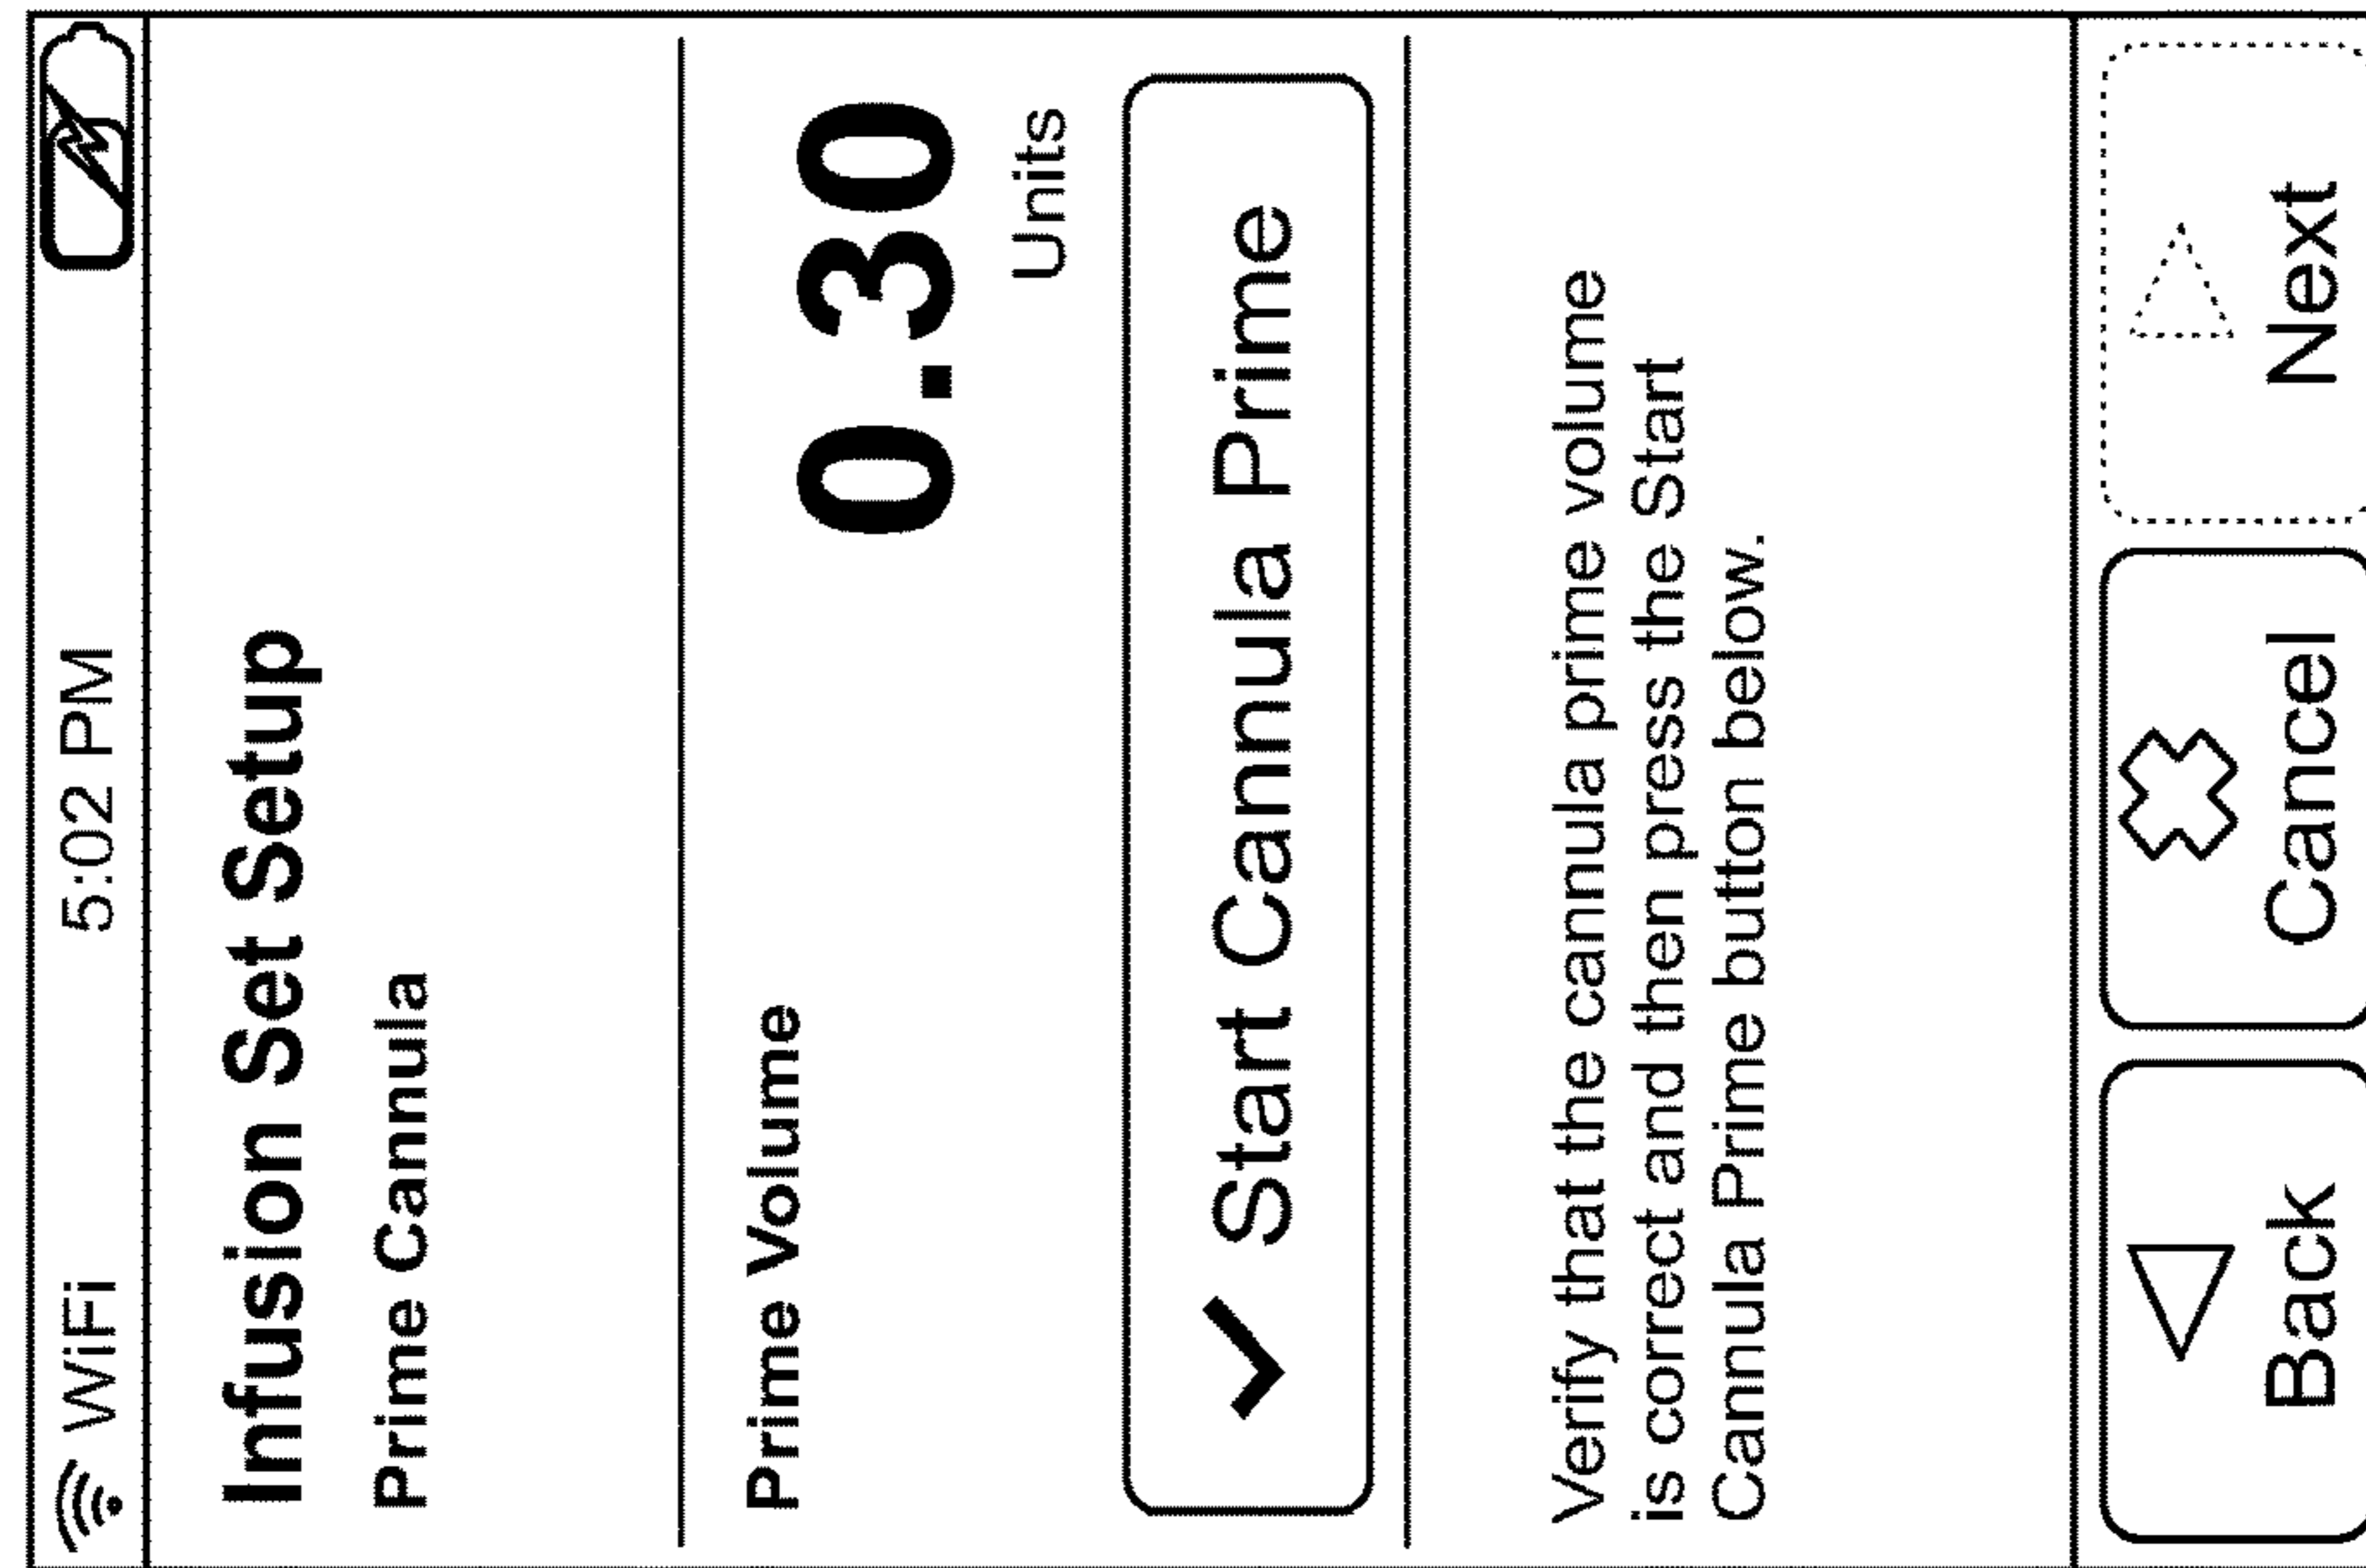 WiFi 5:02 PM
Infusion Set Setup
Prime Cannula
Prime Volume
0.30
Units
Start Cannula Prime
Verify that the cannula prime volume
is correct and then press the Start
Cannula Prime button below.
Back Cancel Next